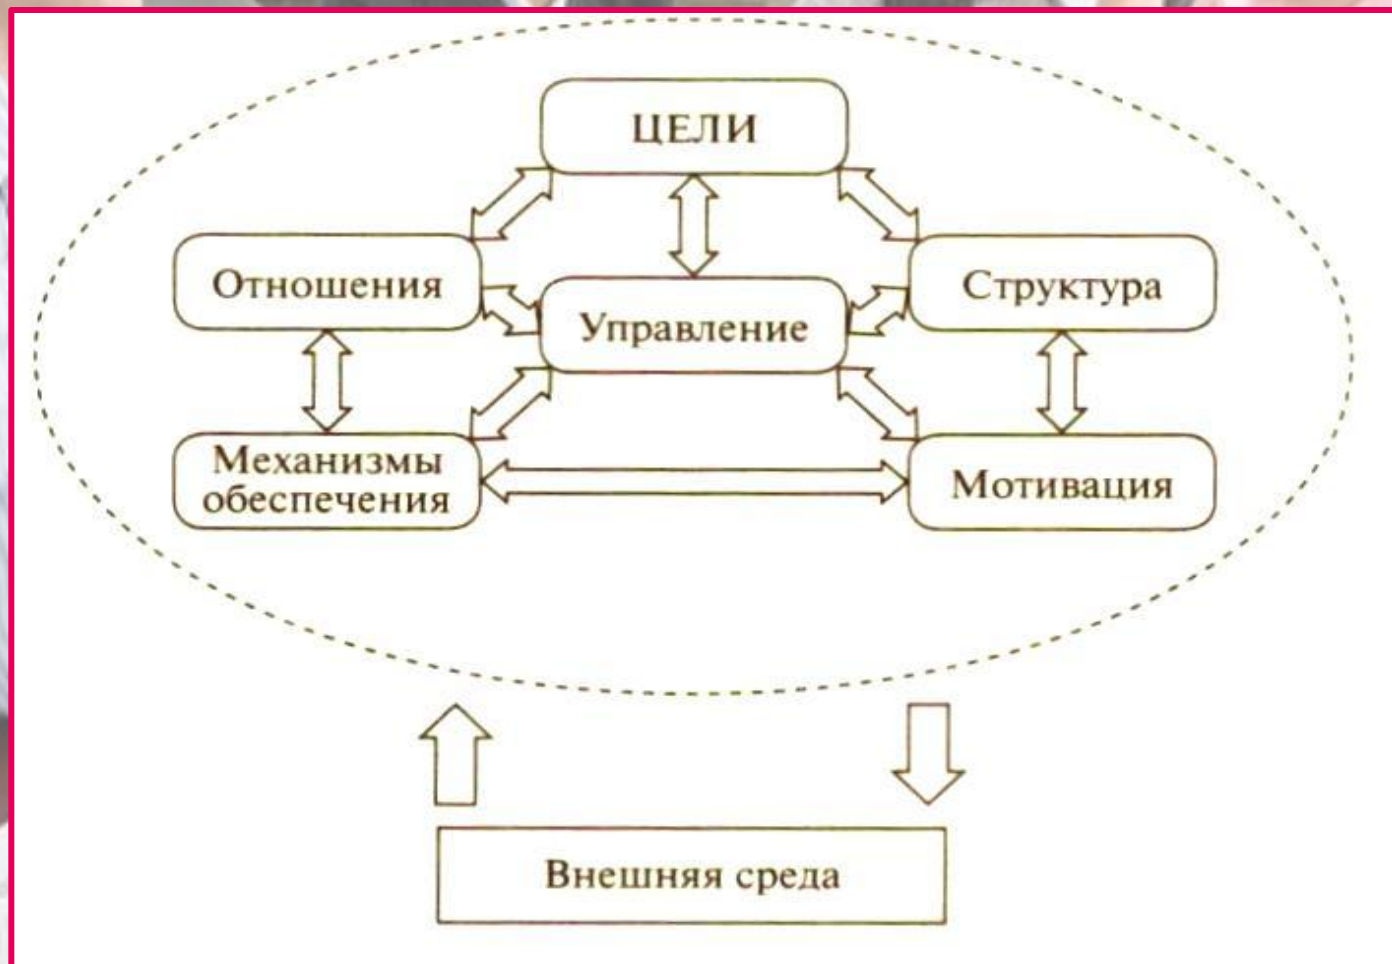 ЦЕЛИ
Отношения
Управление
Структура
Механизмы
обеспечения
Мотивация
Внешняя среда